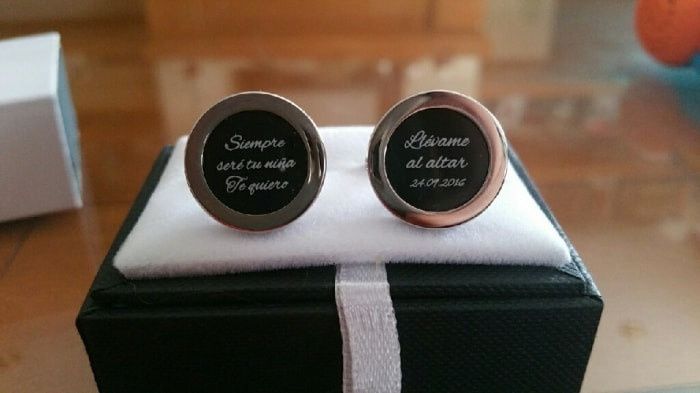 Siempre
seré tu niña
Te quiero
Llévame
al altar
24.09.2016